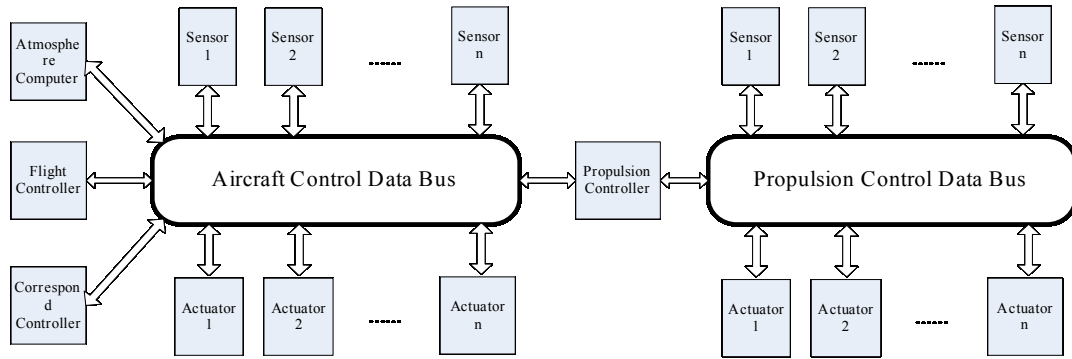 Atmosphe
re
Computer
Sensor
1
Sensor
2
......
Sensor
n
Sensor
1
Sensor
2
......
Sensor
n
Flight
Controller
Aircraft Control Data Bus
Propulsion
Controller
Propulsion Control Data Bus
Correspon
d
Controller
Actuator
1
Actuator
2
......
Actuator
n
Actuator
1
Actuator
2
......
Actuator
n